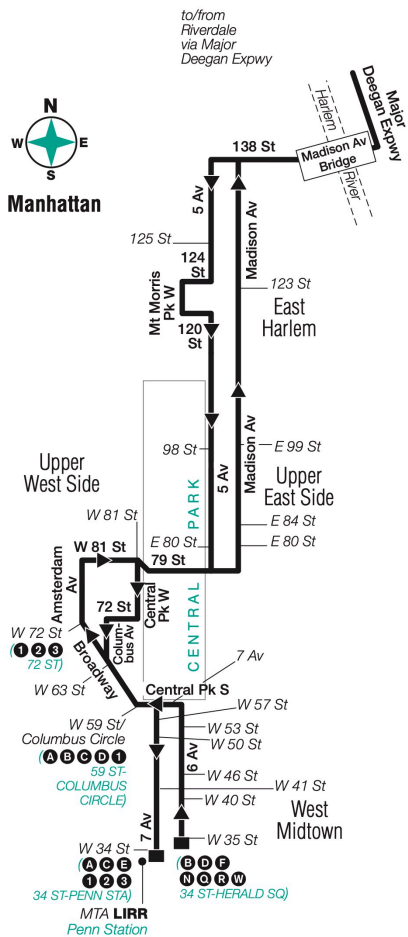 to/from
Riverdale
via Major
Deegan Expwy
Major
Deegan Expwy
Harlem
River
Madison Av
Bridge
N
W
E
S
Manhattan
138 St
5 Av
Madison Av
125 St
124
St
Mt Morris
Pk W
123 St
East
Harlem
120
St
98 St
E 99 St
5 Av
Madison Av
CENTRAL PARK
Upper
West Side
Upper
East Side
W 81 St
E 84 St
E 80 St
E 80 St
W 81 St
79 St
Amsterdam
Av
72 St
Colum-
bus Av
Central
Pk W
W 72 St
(1 2 3
72 ST)
Broadway
7 Av
W 63 St
Central Pk S
W 59 St/
Columbus Circle
(A B C D 1
59 ST-
COLUMBUS
CIRCLE)
W 57 St
W 53 St
W 50 St
6 Av
W 46 St
W 41 St
W 40 St
West
Midtown
7 Av
W 34 St
(A C E
1 2 3
34 ST-PENN STA)
W 35 St
(B D F
N Q R W
34 ST-HERALD SQ)
MTA LIRR
Penn Station